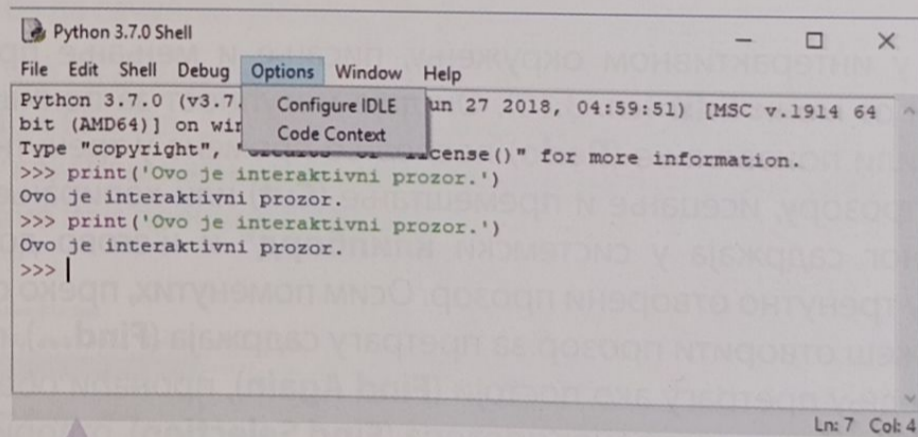 Python 3.7.0 Shell
File Edit Shell Debug Options Window Help
Configure IDLE
Code Context
Python 3.7.0 (v3.7. un 27 2018, 04:59:51) [MSC v.1914 64
bit (AMD64)] on wi
Type "copyright", "credits" or "license()" for more information.
>>> print('Ovo je interaktivni prozor.')
Ovo je interaktivni prozor.
>>> print('Ovo je interaktivni prozor.')
Ovo je interaktivni prozor.
>>>
Ln: 7 Col: 4